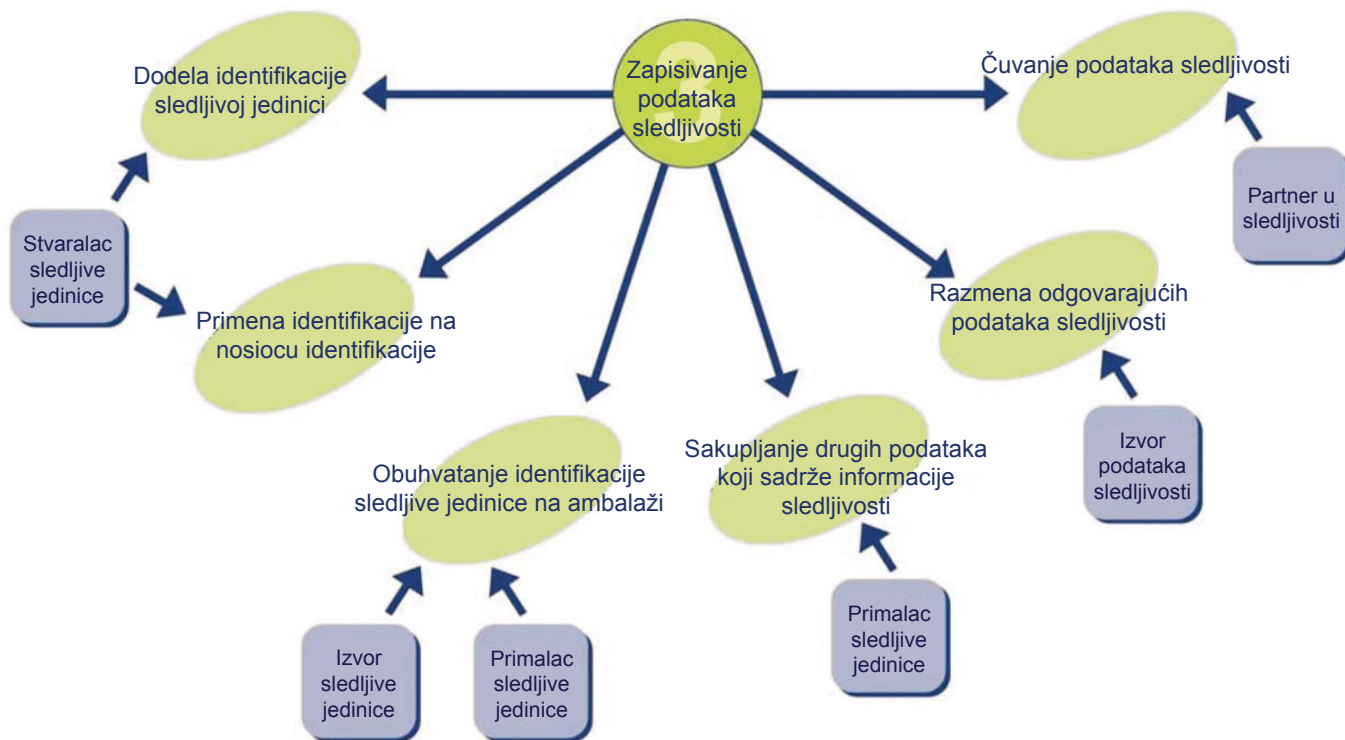 Dodela identifikacije
sledljivoj jedinici
3
Zapisivanje
podataka
sledljivosti
Čuvanje podataka sledljivosti
Stvaralac
sledljive
jedinice
Partner u
sledljivosti
Primena identifikacije na
nosiocu identifikacije
Razmena odgovarajućih
podataka sledljivosti
Obuhvatanje identifikacije
sledljive jedinice na ambalaži
Sakupljanje drugih podataka
koji sadrže informacije
sledljivosti
Izvor
podataka
sledljivosti
Izvor
sledljive
jedinice
Primalac
sledljive
jedinice
Primalac
sledljive
jedinice